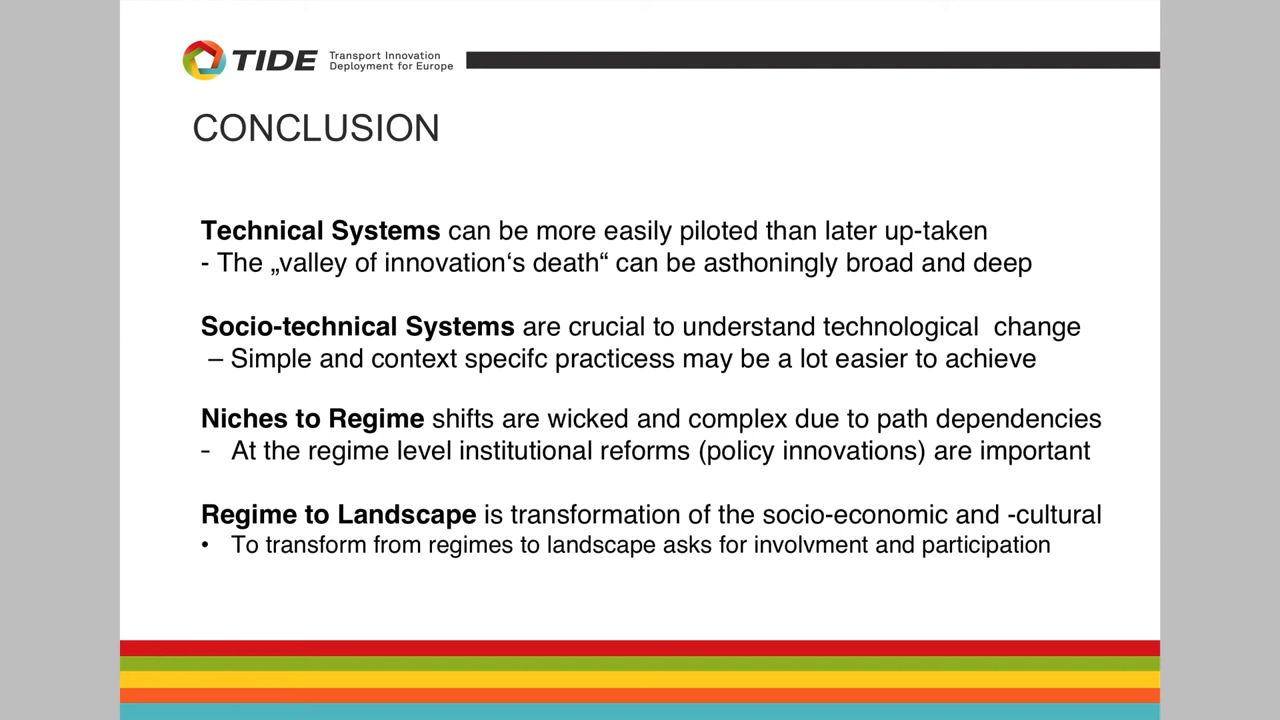 TIDE Transport Innovation
Deployment for Europe
CONCLUSION
Technical Systems can be more easily piloted than later up-taken
- The „valley of innovation‘s death“ can be asthoningly broad and deep
Socio-technical Systems are crucial to understand technological change
– Simple and context specifc practicess may be a lot easier to achieve
Niches to Regime shifts are wicked and complex due to path dependencies
- At the regime level institutional reforms (policy innovations) are important
Regime to Landscape is transformation of the socio-economic and -cultural
• To transform from regimes to landscape asks for involvment and participation